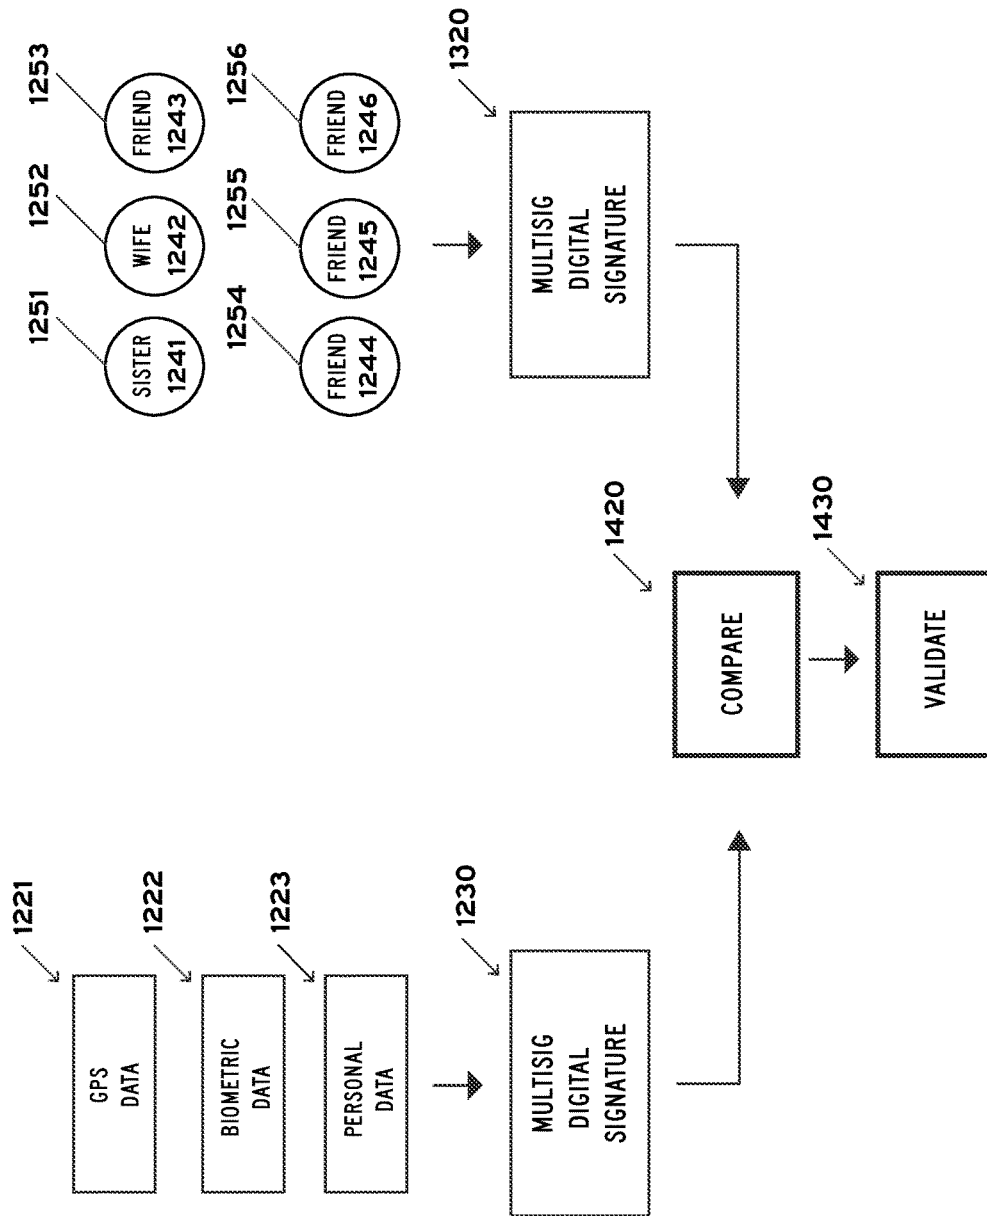 1221
GPS
DATA
1222
BIOMETRIC
DATA
1223
PERSONAL
DATA
1230
MULTISIG
DIGITAL
SIGNATURE
1251
SISTER
1241
1252
WIFE
1242
1253
FRIEND
1243
1254
FRIEND
1244
1255
FRIEND
1245
1256
FRIEND
1246
1320
MULTISIG
DIGITAL
SIGNATURE
1420
COMPARE
1430
VALIDATE